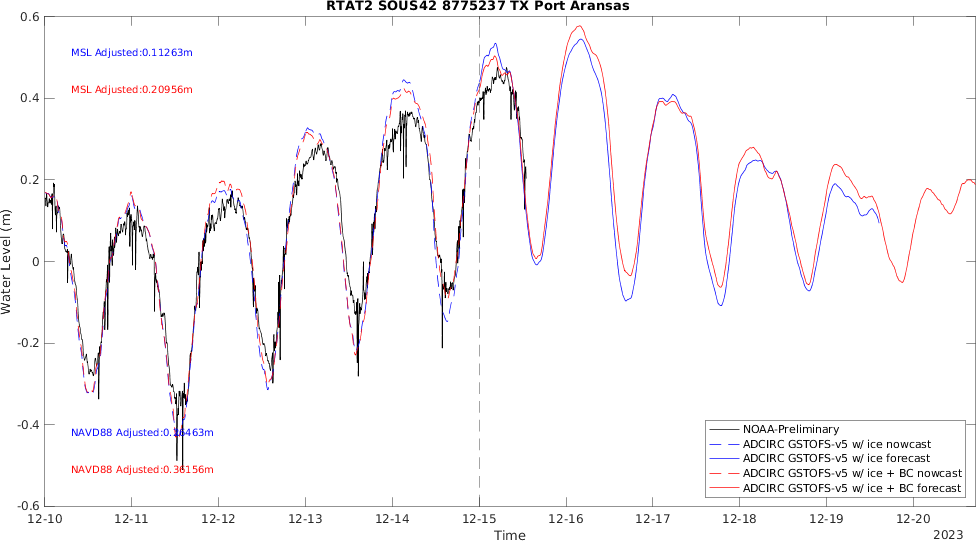 RTAT2 SOUS42 8775237 TX Port Aransas
0.6
MSL Adjusted:0.11263m
MSL Adjusted:0.20956m
0.4
0.2
0
-0.2
-0.4
-0.6
Water Level (m)
NAVD88 Adjusted:0.26463m
NAVD88 Adjusted:0.36156m
NOAA-Preliminary
ADCIRC GSTOFS-v5 w/ ice nowcast
ADCIRC GSTOFS-v5 w/ ice forecast
ADCIRC GSTOFS-v5 w/ ice + BC nowcast
ADCIRC GSTOFS-v5 w/ ice + BC forecast
12-10 12-11 12-12 12-13 12-14 12-15 12-16 12-17 12-18 12-19 12-20
Time
2023